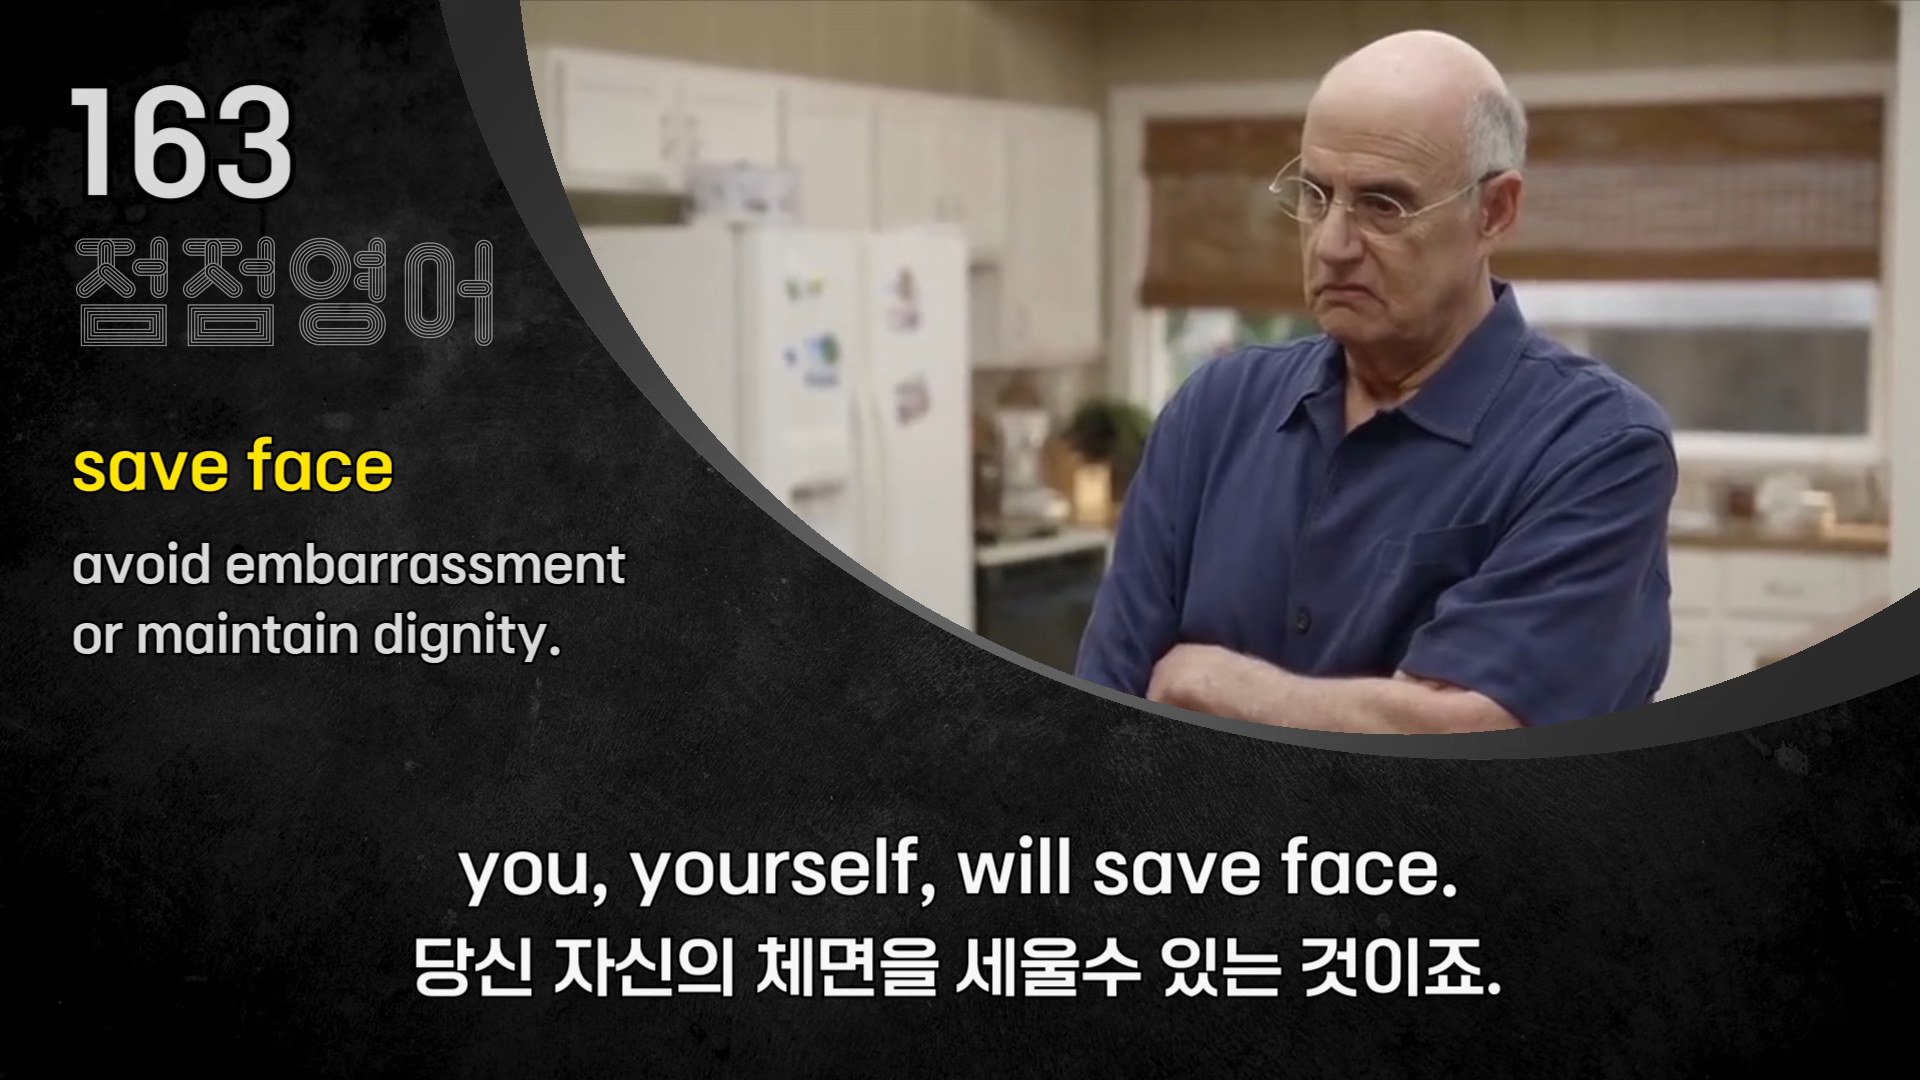 163
점점영어
save face
avoid embarrassment
or maintain dignity.
you, yourself, will save face.
당신 자신의 체면을 세울수 있는 것이죠.